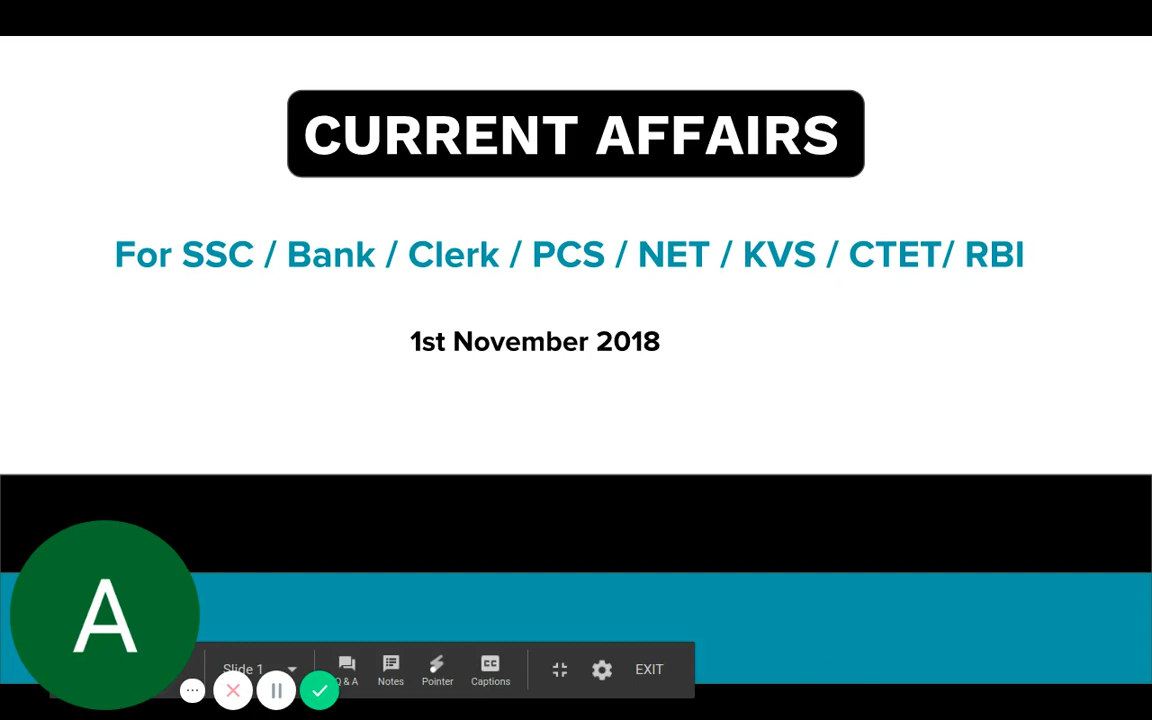 CURRENT AFFAIRS
For SSC / Bank / Clerk / PCS / NET / KVS / CTET/ RBI
1st November 2018
A
Slide 1
Q & A
Notes
Pointer
CC
Captions
EXIT